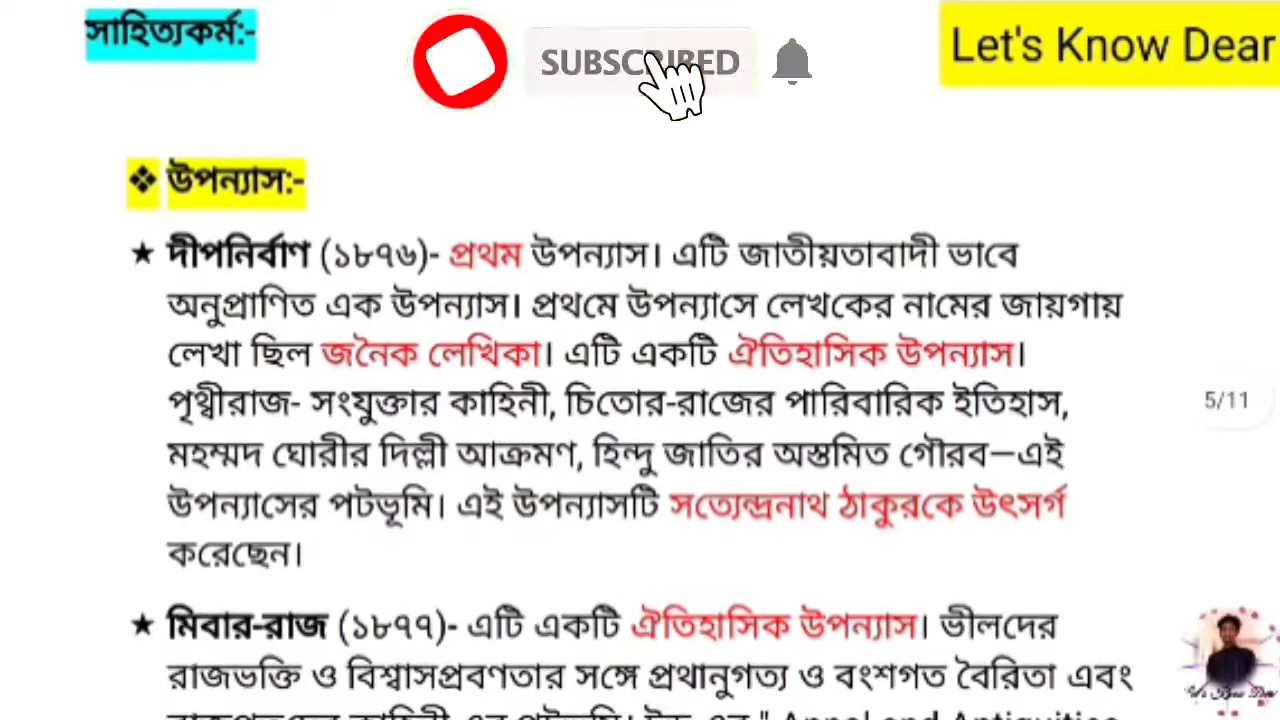 সাহিত্যকর্ম:-
SUBSCRIBED
Let's Know Dear
❖ উপন্যাস:-
★ দীপনির্বাণ (১৮৭৬)- প্রথম উপন্যাস। এটি জাতীয়তাবাদী ভাবে
অনুপ্রাণিত এক উপন্যাস। প্রথমে উপন্যাসে লেখকের নামের জায়গায়
লেখা ছিল জনৈক লেখিকা। এটি একটি ঐতিহাসিক উপন্যাস।
পৃথ্বীরাজ- সংযুক্তার কাহিনী, চিতোর-রাজের পারিবারিক ইতিহাস,
5/11
মহম্মদ ঘোরীর দিল্লী আক্রমণ, হিন্দু জাতির অস্তমিত গৌরব—এই
উপন্যাসের পটভূমি। এই উপন্যাসটি সত্যেন্দ্রনাথ ঠাকুরকে উৎসর্গ
করেছেন।
★ মিবার-রাজ (১৮৭৭)- এটি একটি ঐতিহাসিক উপন্যাস। ভীলদের
রাজভক্তি ও বিশ্বাসপ্রবণতার সঙ্গে প্রথানুগত্য ও বংশগত বৈরিতা এবং